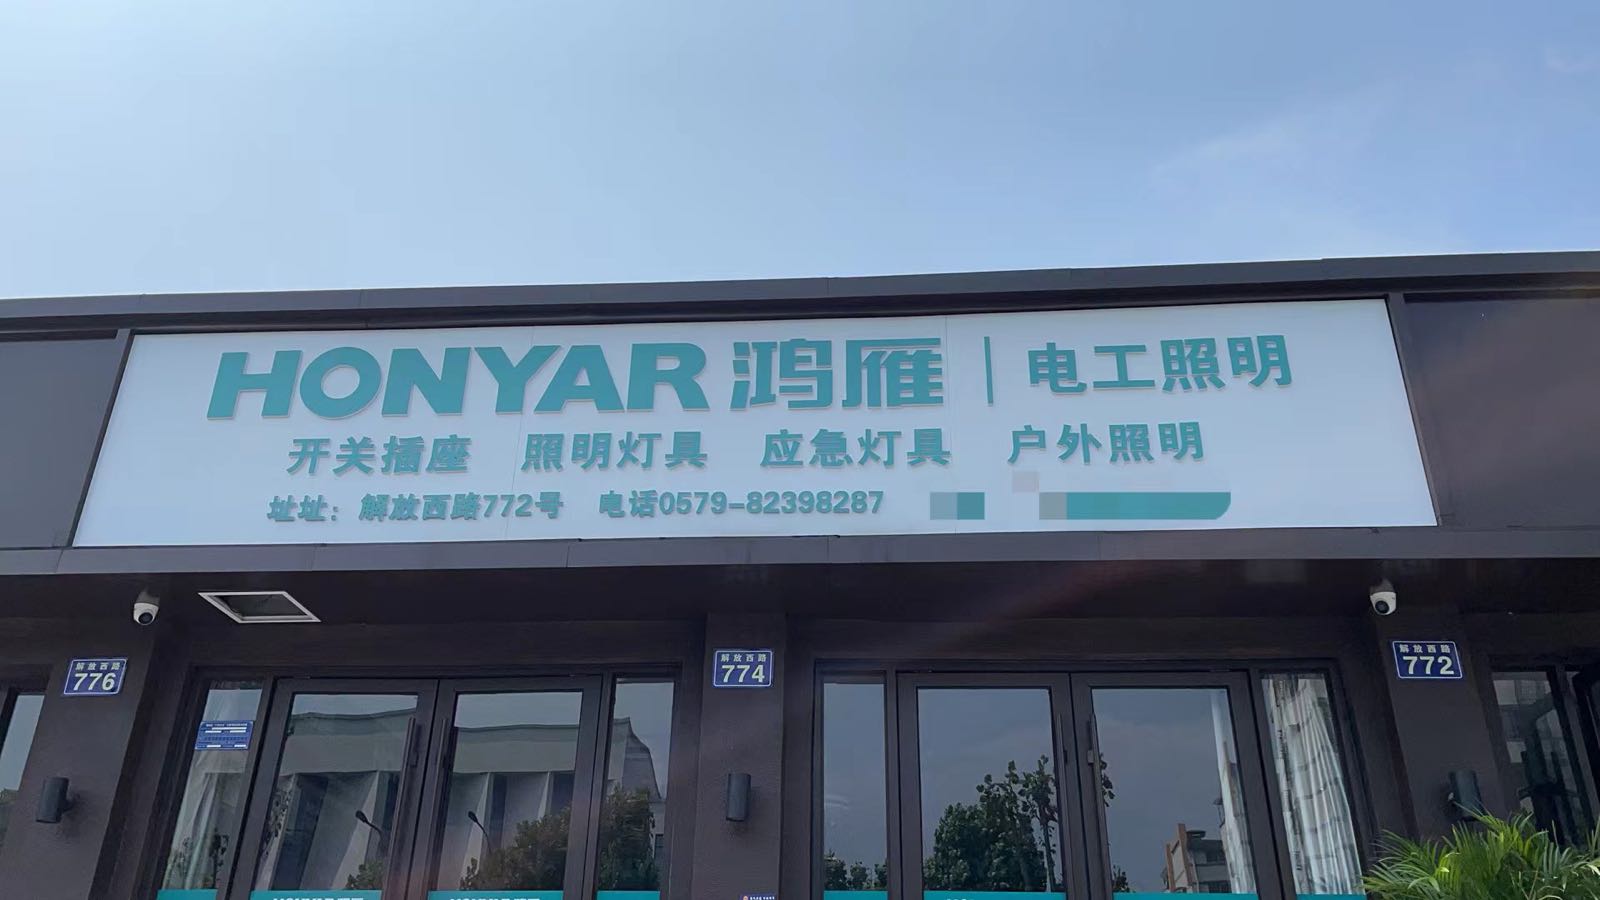 HONYAR 鸿雁 | 电工照明
开关插座 照明灯具 应急灯具 户外照明
址址：解放西路772号 电话0579-82398287
解放西路
776
解放西路
774
解放西路
772